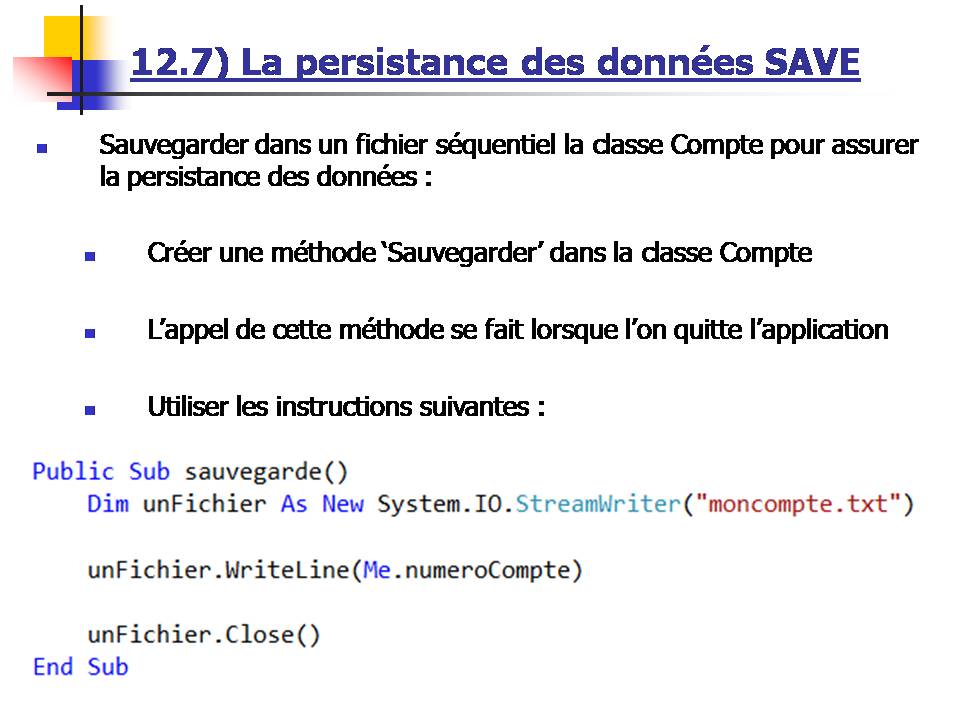 12.7) La persistance des données SAVE
Sauvegarder dans un fichier séquentiel la classe Compte pour assurer
la persistance des données :
Créer une méthode ‘Sauvegarder’ dans la classe Compte
L’appel de cette méthode se fait lorsque l’on quitte l’application
Utiliser les instructions suivantes :
Public Sub sauvegarde()
Dim unFichier As New System.IO.StreamWriter("moncompte.txt")
unFichier.WriteLine(Me.numeroCompte)
unFichier.Close()
End Sub